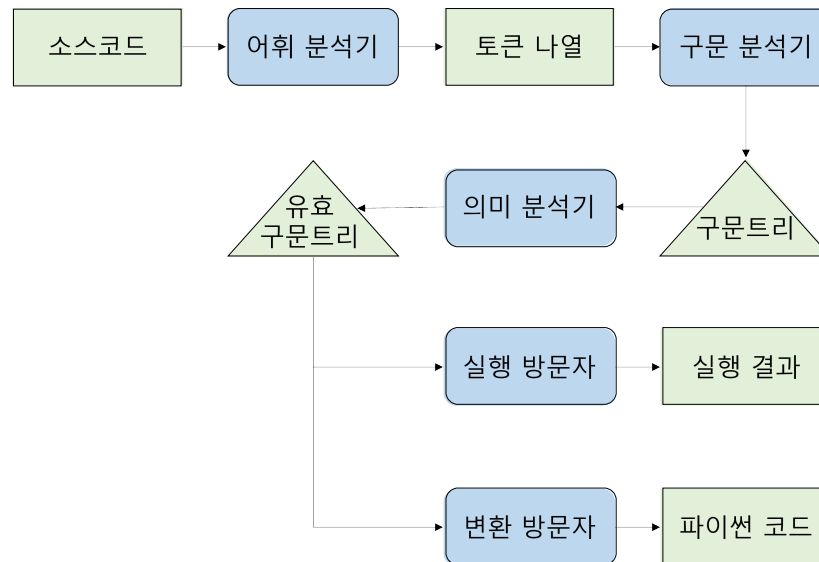 소스코드
어휘 분석기
토큰 나열
구문 분석기
유효
구문트리
의미 분석기
구문트리
실행 방문자
실행 결과
변환 방문자
파이썬 코드